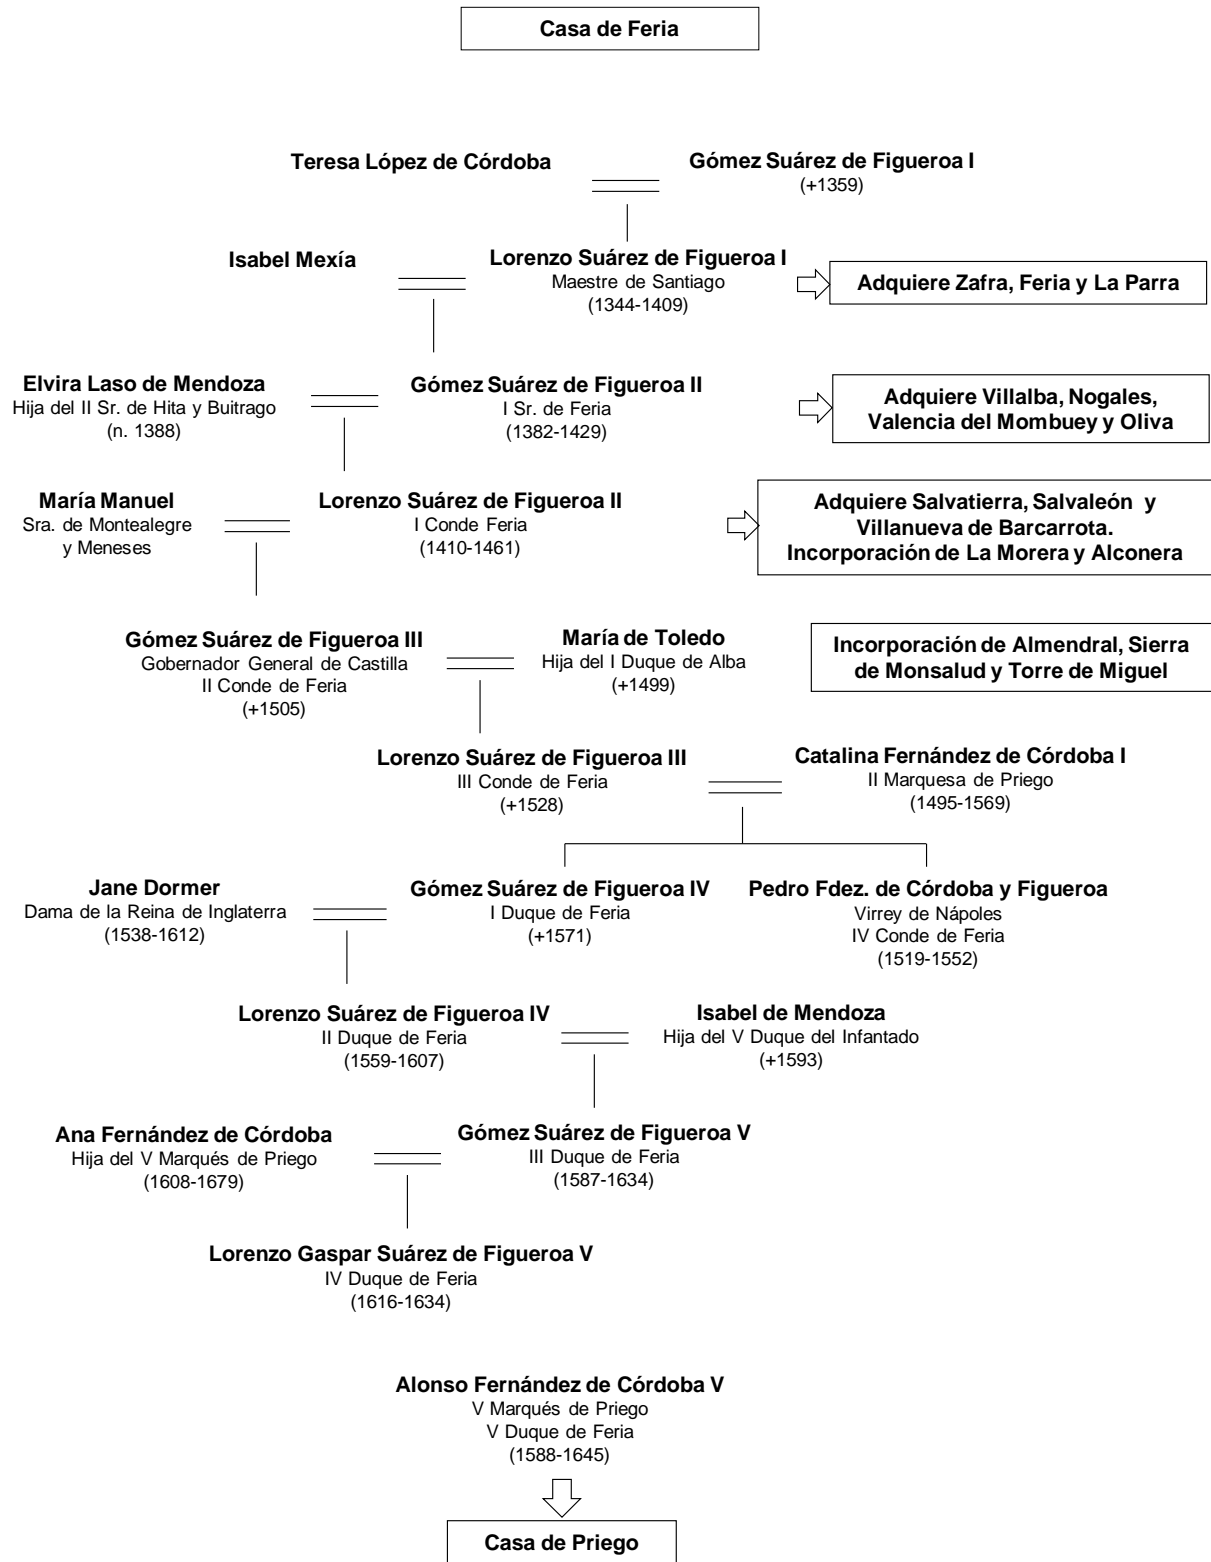 Casa de Feria
Teresa López de Córdoba
Gómez Suárez de Figueroa I
(+1359)
Isabel Mexía
Lorenzo Suárez de Figueroa I
Maestre de Santiago
(1344-1409)
Adquiere Zafra, Feria y La Parra
Elvira Laso de Mendoza
Hija del II Sr. de Hita y Buitrago
(n. 1388)
Gómez Suárez de Figueroa II
I Sr. de Feria
(1382-1429)
Adquiere Villalba, Nogales,
Valencia del Mombuey y Oliva
María Manuel
Sra. de Montealegre
y Meneses
Lorenzo Suárez de Figueroa II
I Conde Feria
(1410-1461)
Adquiere Salvatierra, Salvaleón y
Villanueva de Barcarrota.
Incorporación de La Morera y Alconera
Gómez Suárez de Figueroa III
Gobernador General de Castilla
II Conde de Feria
(+1505)
María de Toledo
Hija del I Duque de Alba
(+1499)
Incorporación de Almendral, Sierra
de Monsalud y Torre de Miguel
Lorenzo Suárez de Figueroa III
III Conde de Feria
(+1528)
Catalina Fernández de Córdoba I
II Marquesa de Priego
(1495-1569)
Jane Dormer
Dama de la Reina de Inglaterra
(1538-1612)
Gómez Suárez de Figueroa IV
I Duque de Feria
(+1571)
Pedro Fdez. de Córdoba y Figueroa
Virrey de Nápoles
IV Conde de Feria
(1519-1552)
Lorenzo Suárez de Figueroa IV
II Duque de Feria
(1559-1607)
Isabel de Mendoza
Hija del V Duque del Infantado
(+1593)
Ana Fernández de Córdoba
Hija del V Marqués de Priego
(1608-1679)
Gómez Suárez de Figueroa V
III Duque de Feria
(1587-1634)
Lorenzo Gaspar Suárez de Figueroa V
IV Duque de Feria
(1616-1634)
Alonso Fernández de Córdoba V
V Marqués de Priego
V Duque de Feria
(1588-1645)
Casa de Priego